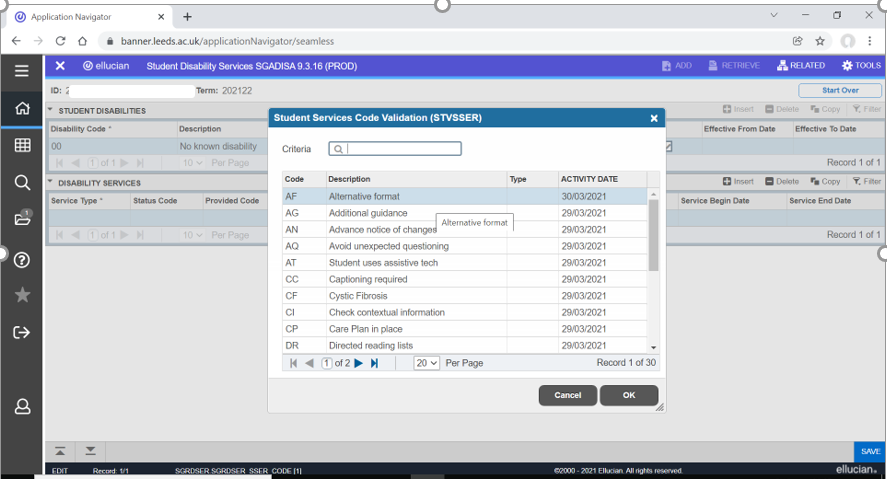 Application Navigator
banner.leeds.ac.uk/applicationNavigator/seamless
ellucian Student Disability Services SGADISA 9.3.16 (PROD) ADD RETRIEVE RELATED TOOLS
ID: 2 Term: 202122 Start Over
STUDENT DISABILITIES Insert Delete Copy Filter
Disability Code * Description Effective From Date Effective To Date
00 No known disability
1 of 1 10 Per Page Record 1 of 1
DISABILITY SERVICES Insert Delete Copy Filter
Service Type * Status Code Provided Code Service Begin Date Service End Date
1 of 1 10 Per Page Record 1 of 1
1
Student Services Code Validation (STVSSER)
Criteria
Code Description Type ACTIVITY DATE
AF Alternative format 30/03/2021
AG Additional guidance 29/03/2021
Alternative format
AN Advance notice of changes 29/03/2021
AQ Avoid unexpected questioning 29/03/2021
AT Student uses assistive tech 29/03/2021
CC Captioning required 29/03/2021
CF Cystic Fibrosis 29/03/2021
CI Check contextual information 29/03/2021
CP Care Plan in place 29/03/2021
DR Directed reading lists 29/03/2021
1 of 2 20 Per Page Record 1 of 30
Cancel OK
SAVE
EDIT Record: 1/1 SGRDSER.SGRDSER_SSER_CODE [1] ©2000 - 2021 Ellucian. All rights reserved. ellucian